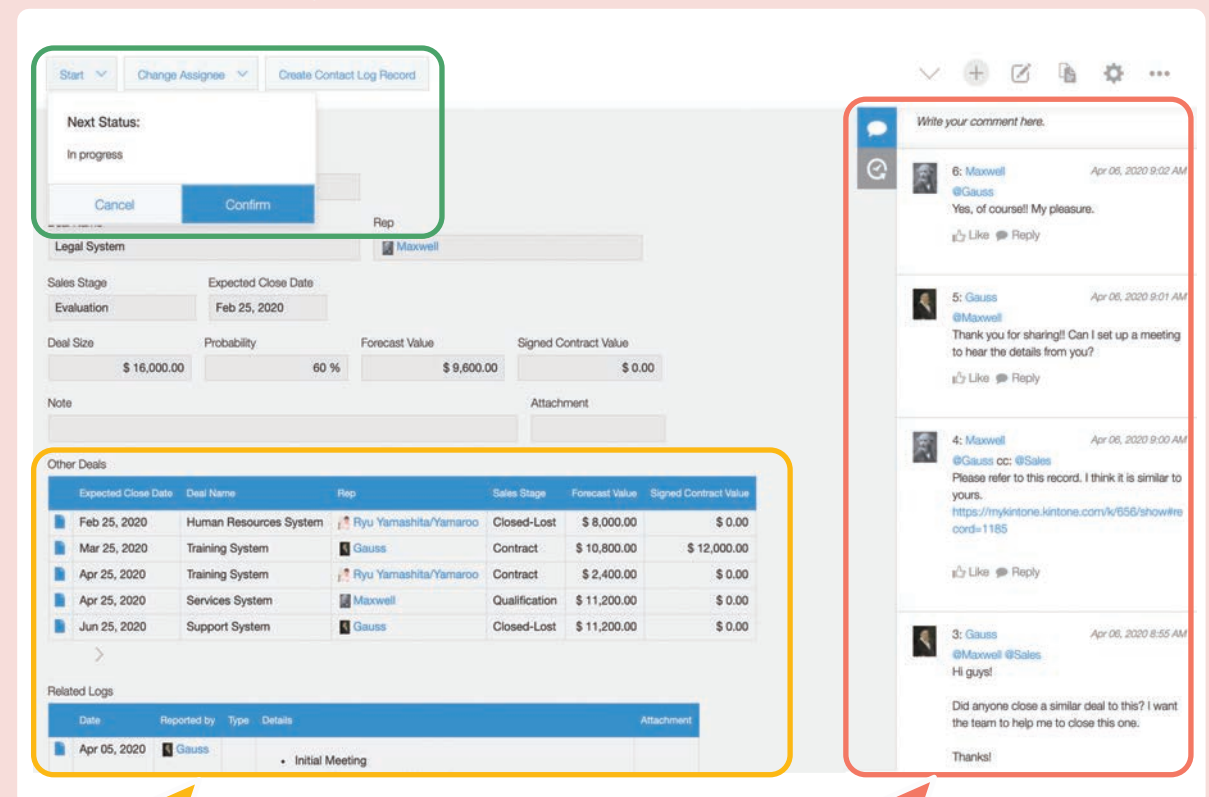 Start
Change Assignee
Create Contact Log Record
Next Status:
In progress
Cancel
Confirm
Rep
Legal System
Maxwell
Sales Stage
Expected Close Date
Evaluation
Feb 25, 2020
Deal Size
Probability
Forecast Value
Signed Contract Value
$ 16,000.00
60 %
$ 9,600.00
$ 0.00
Note
Attachment
Other Deals
Expected Close Date Deal Name Rep Sales Stage Forecast Value Signed Contract Value
Feb 25, 2020 Human Resources System Ryu Yamashita/Yamaroo Closed-Lost $ 8,000.00 $ 0.00
Mar 25, 2020 Training System Gauss Contract $ 10,800.00 $ 12,000.00
Apr 25, 2020 Training System Ryu Yamashita/Yamaroo Contract $ 2,400.00 $ 0.00
Apr 25, 2020 Services System Maxwell Qualification $ 11,200.00 $ 0.00
Jun 25, 2020 Support System Gauss Closed-Lost $ 11,200.00 $ 0.00
Related Logs
Date Reported by Type Details Attachment
Apr 05, 2020 Gauss
• Initial Meeting
Write your comment here.
6: Maxwell Apr 06, 2020 9:02 AM
@Gauss
Yes, of course!! My pleasure.
Like Reply
5: Gauss Apr 06, 2020 9:01 AM
@Maxwell
Thank you for sharing!! Can I set up a meeting
to hear the details from you?
Like Reply
4: Maxwell Apr 06, 2020 9:00 AM
@Gauss cc: @Sales
Please refer to this record. I think it is similar to
yours.
https://mykintone.kintone.com/k/656/show#re
cord=1185
Like Reply
3: Gauss Apr 06, 2020 8:55 AM
@Maxwell @Sales
Hi guys!
Did anyone close a similar deal to this? I want
the team to help me to close this one.
Thanks!